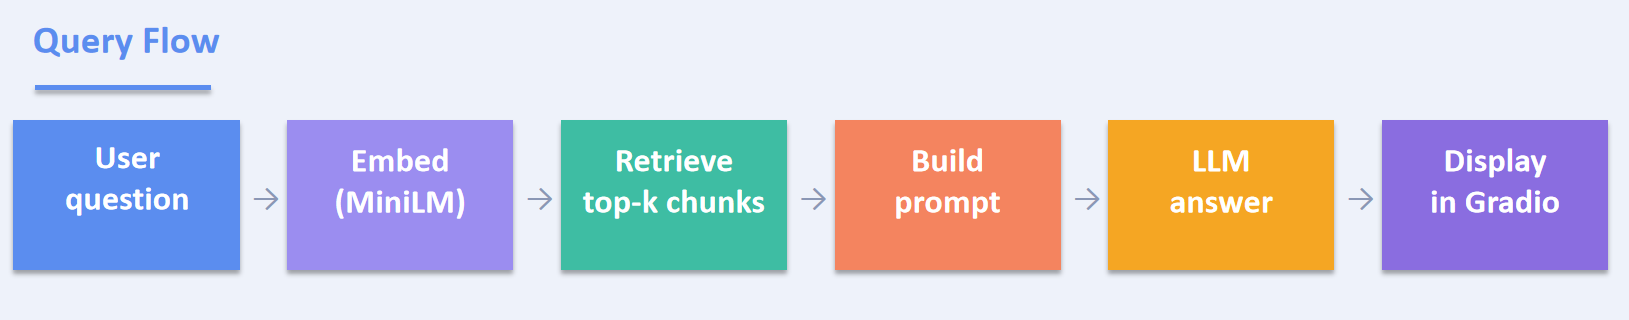 Query Flow
User
question
Embed
(MiniLM)
Retrieve
top-k chunks
Build
prompt
LLM
answer
Display
in Gradio